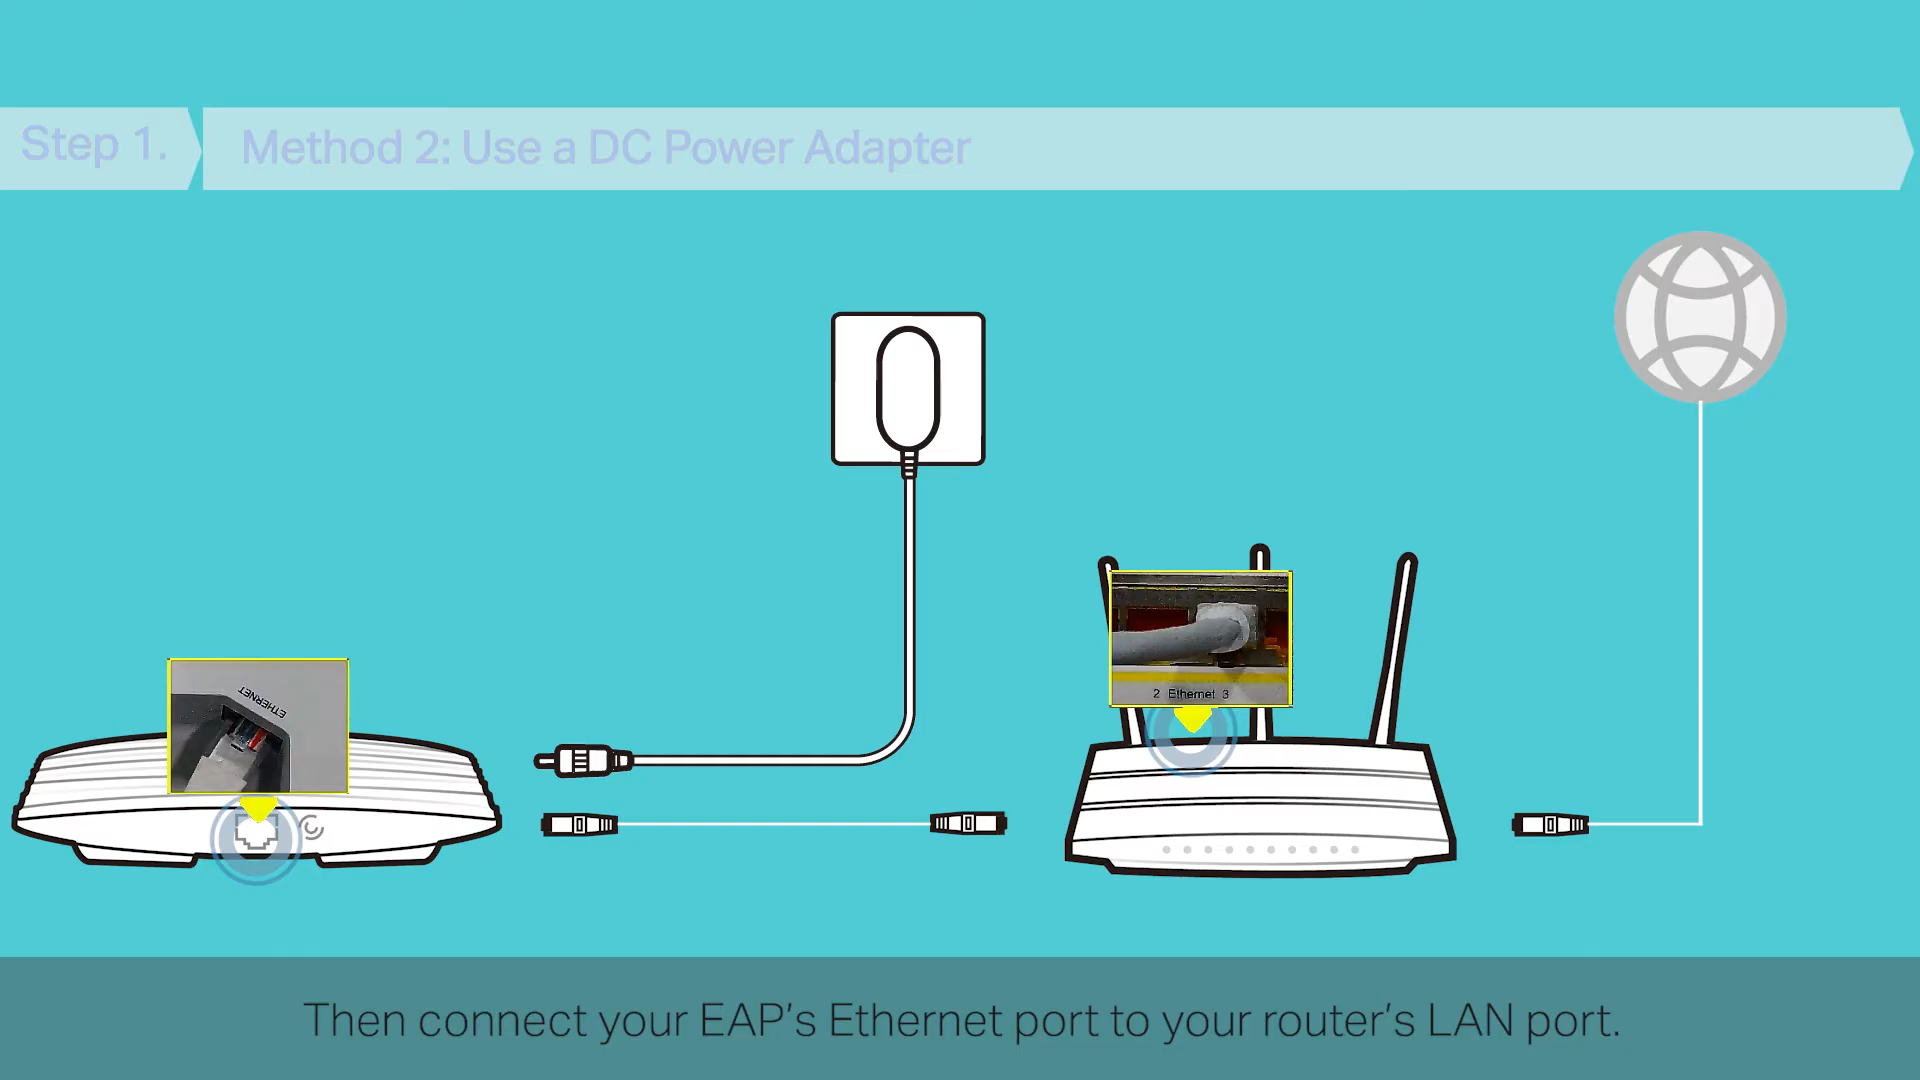 Step 1.
Method 2: Use a DC Power Adapter
ETHERNET
2 Ethernet 3
Then connect your EAP's Ethernet port to your router's LAN port.